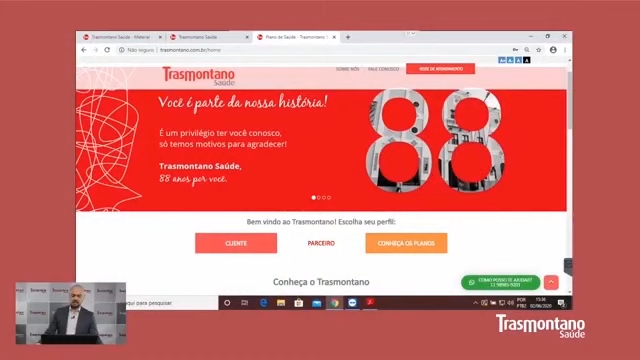 Trasmontano Saúde
Plano de Saúde - Trasmontano
Não seguro | trasmontano.com.br/home
Trasmontano
Saúde
SOBRE NÓS
FALE CONOSCO
REDE DE ATENDIMENTO
Você é parte da nossa história!
É um privilégio ter você conosco,
só temos motivos para agradecer!
Trasmontano Saúde,
88 anos por você.
88
Bem vindo ao Trasmontano! Escolha seu perfil:
CLIENTE
PARCEIRO
CONHEÇA OS PLANOS
Conheça o Trasmontano
COMO POSSO TE AJUDAR?
aqui para pesquisar
POR
PTB2
15:36
02/06/2020
Trasmontano
Saúde